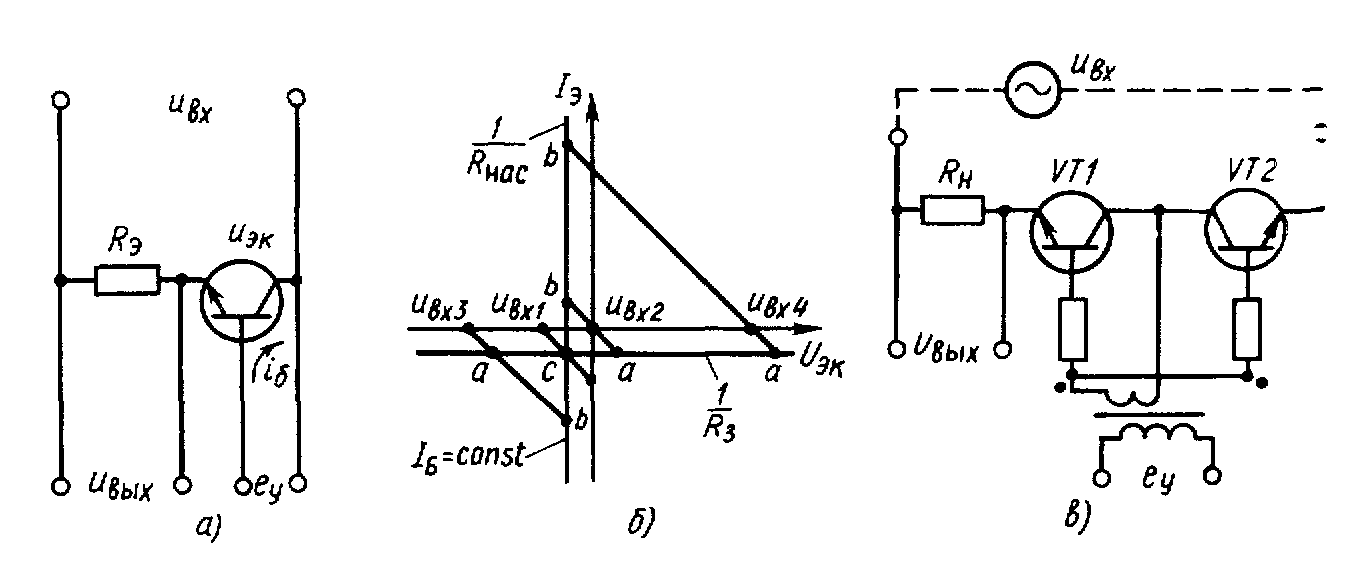 uвх
Rэ
uэк
iб
uвых
eу
а)
Iэ
1
Rнас
b
b
uвх3
uвх1
uвх2
uвх4
a
c
a
a
Uэк
b
1
Rз
Iб=const
б)
uвх
Rн
VT1
VT2
Uвых
eу
в)